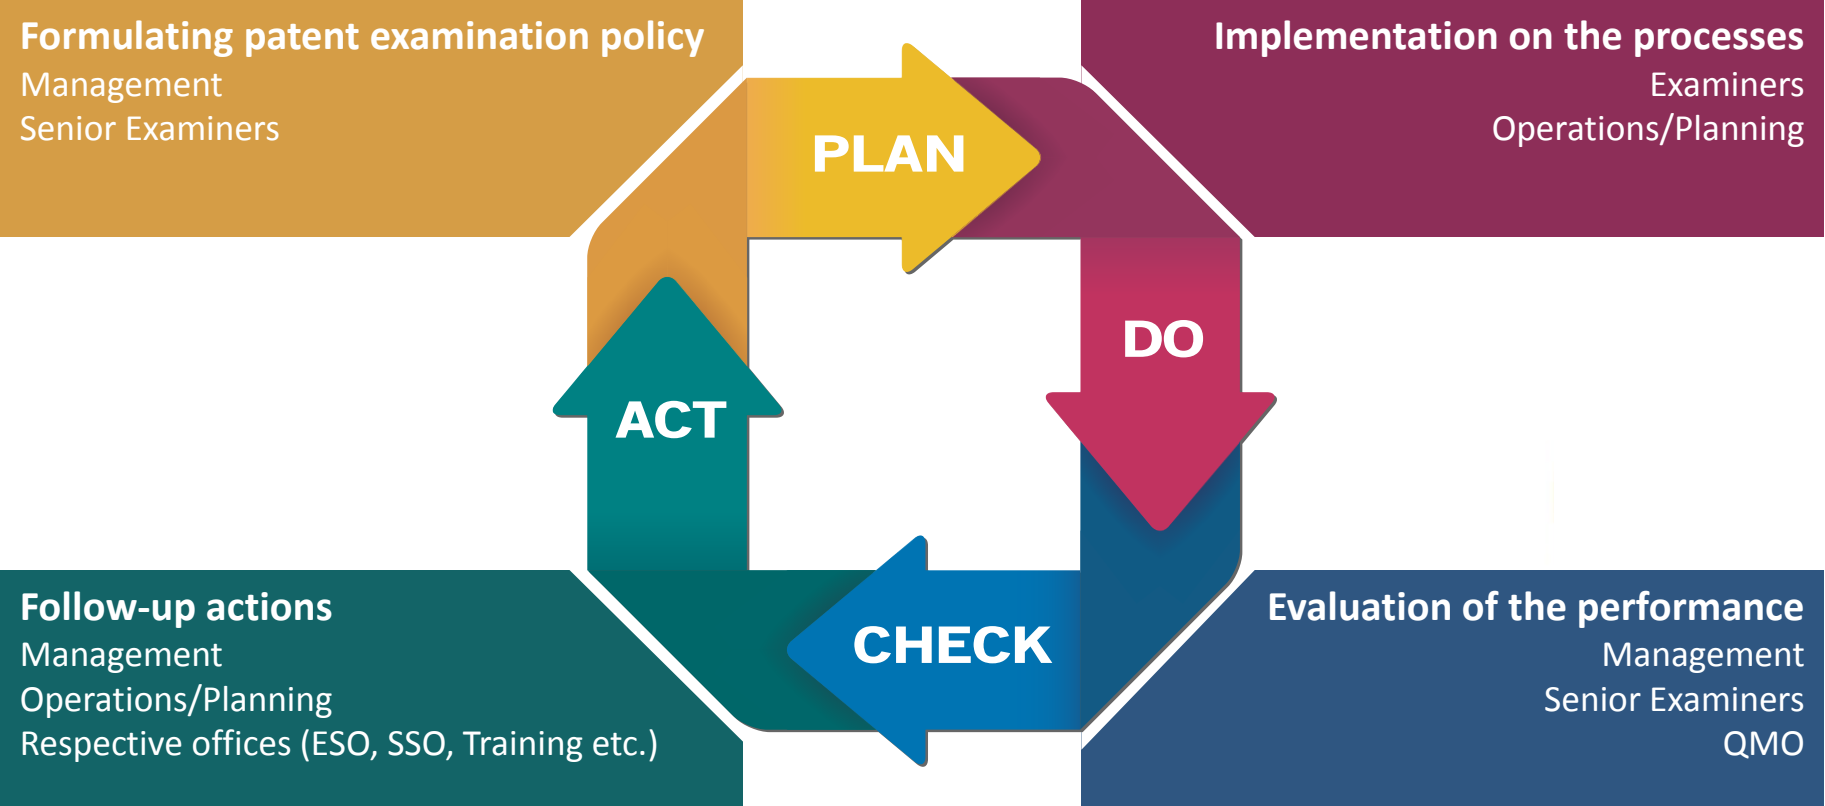 Formulating patent examination policy
Management
Senior Examiners
Implementation on the processes
Examiners
Operations/Planning
PLAN
DO
ACT
CHECK
Follow-up actions
Management
Operations/Planning
Respective offices (ESO, SSO, Training etc.)
Evaluation of the performance
Management
Senior Examiners
QMO